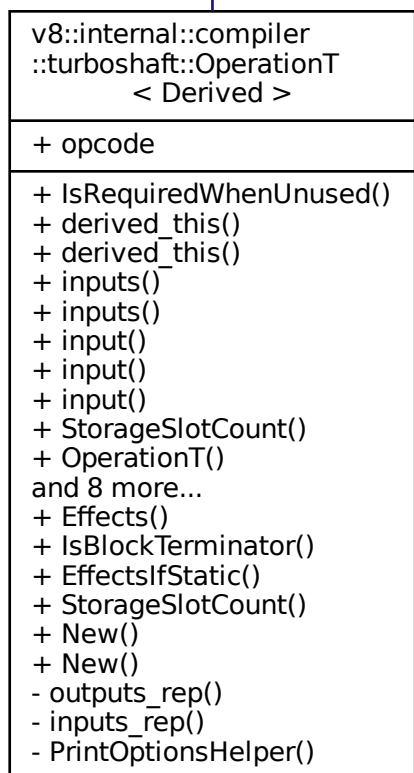 v8::internal::compiler
::turboshaft::OperationT
< Derived >
+ opcode
+ IsRequiredWhenUnused()
+ derived_this()
+ derived_this()
+ inputs()
+ inputs()
+ input()
+ input()
+ input()
+ StorageSlotCount()
+ OperationT()
and 8 more...
+ Effects()
+ IsBlockTerminator()
+ EffectsIfStatic()
+ StorageSlotCount()
+ New()
+ New()
- outputs_rep()
- inputs_rep()
- PrintOptionsHelper()